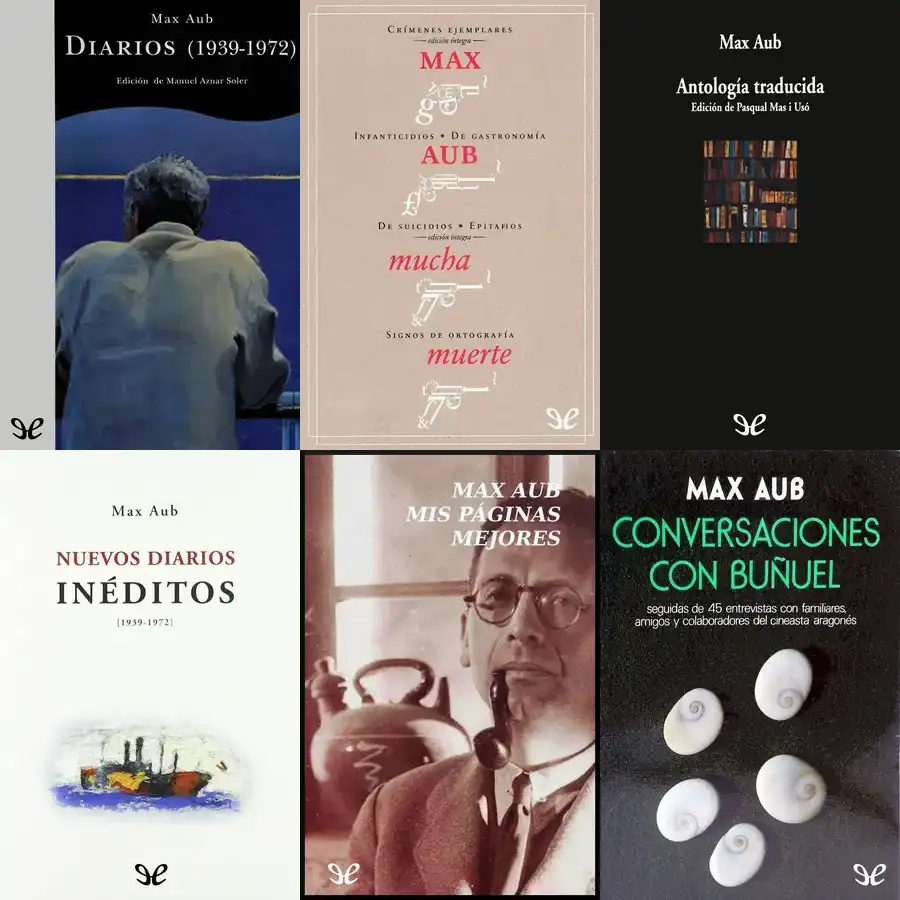 Max Aub
DIARIOS (1939-1972)
Edición de Manuel Aznar Soler
CRÍMENES EJEMPLARES
edición íntegra
MAX
INFANTICIDIOS • DE GASTRONOMÍA
AUB
DE SUICIDIOS • EPITAFIOS
edición íntegra
mucha
SIGNOS DE ORTOGRAFÍA
muerte
Max Aub
Antología traducida
Edición de Pasqual Mas i Usó
Max Aub
NUEVOS DIARIOS
INÉDITOS
[1939-1972]
MAX AUB
MIS PÁGINAS
MEJORES
MAX AUB
CONVERSACIONES
CON BUÑUEL
seguidas de 45 entrevistas con familiares,
amigos y colaboradores del cineasta aragonés